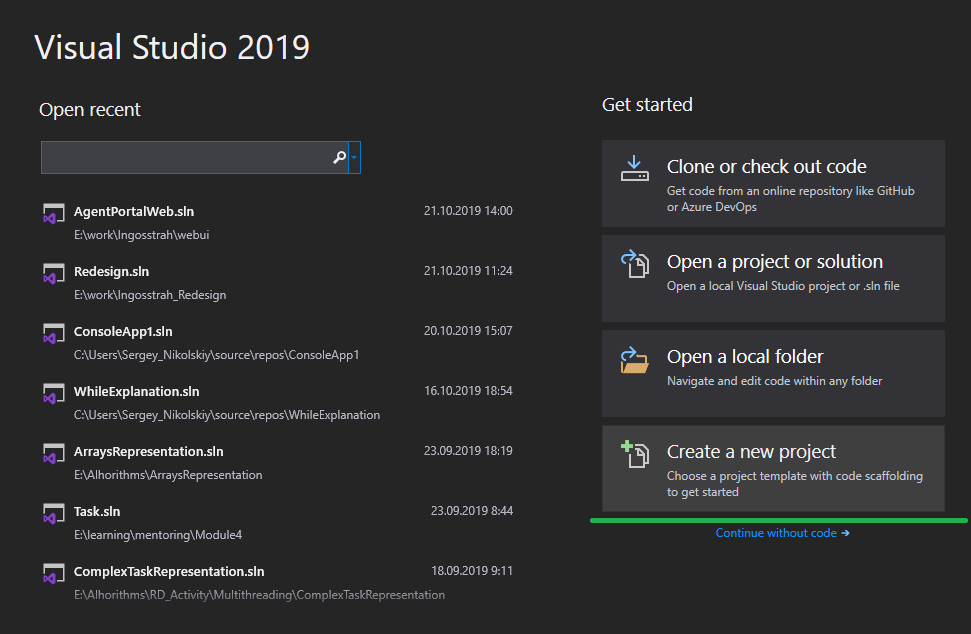 Visual Studio 2019
Open recent
AgentPortalWeb.sln 21.10.2019 14:00
E:\work\Ingosstrah\webui
Redesign.sln 21.10.2019 11:24
E:\work\Ingosstrah_Redesign
ConsoleApp1.sln 20.10.2019 15:07
C:\Users\Sergey_Nikolskiy\source\repos\ConsoleApp1
WhileExplanation.sln 16.10.2019 18:54
C:\Users\Sergey_Nikolskiy\source\repos\WhileExplanation
ArraysRepresentation.sln 23.09.2019 18:19
E:\Alhorithms\ArraysRepresentation
Task.sln 23.09.2019 8:44
E:\learning\mentoring\Module4
ComplexTaskRepresentation.sln 18.09.2019 9:11
E:\Alhorithms\RD_Activity\Multithreading\ComplexTaskRepresentation
Get started
Clone or check out code
Get code from an online repository like GitHub
or Azure DevOps
Open a project or solution
Open a local Visual Studio project or .sln file
Open a local folder
Navigate and edit code within any folder
Create a new project
Choose a project template with code scaffolding
to get started
Continue without code →